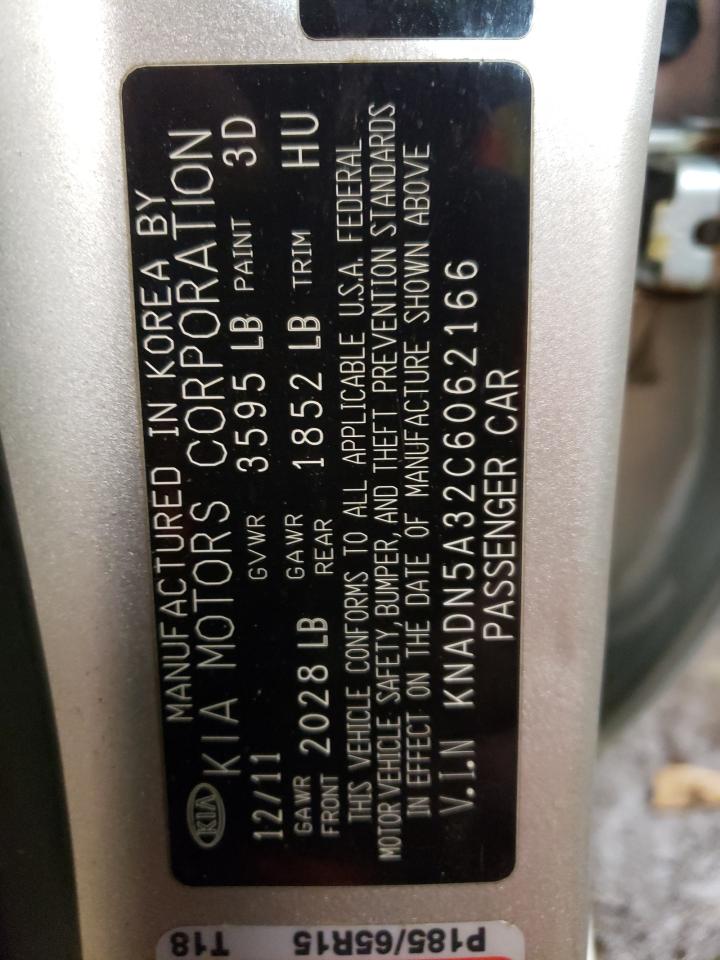 MANUFACTURED IN KOREA BY
KIA KIA MOTORS CORPORATION
12/11 GVWR 3595 LB PAINT 3D
GAWR FRONT 2028 LB GAWR REAR 1852 LB TRIM HU
THIS VEHICLE CONFORMS TO ALL APPLICABLE U.S.A. FEDERAL
MOTOR VEHICLE SAFETY, BUMPER, AND THEFT PREVENTION STANDARDS
IN EFFECT ON THE DATE OF MANUFACTURE SHOWN ABOVE
V.I.N KNADN5A32C6062166
PASSENGER CAR
P185/65R15 T18